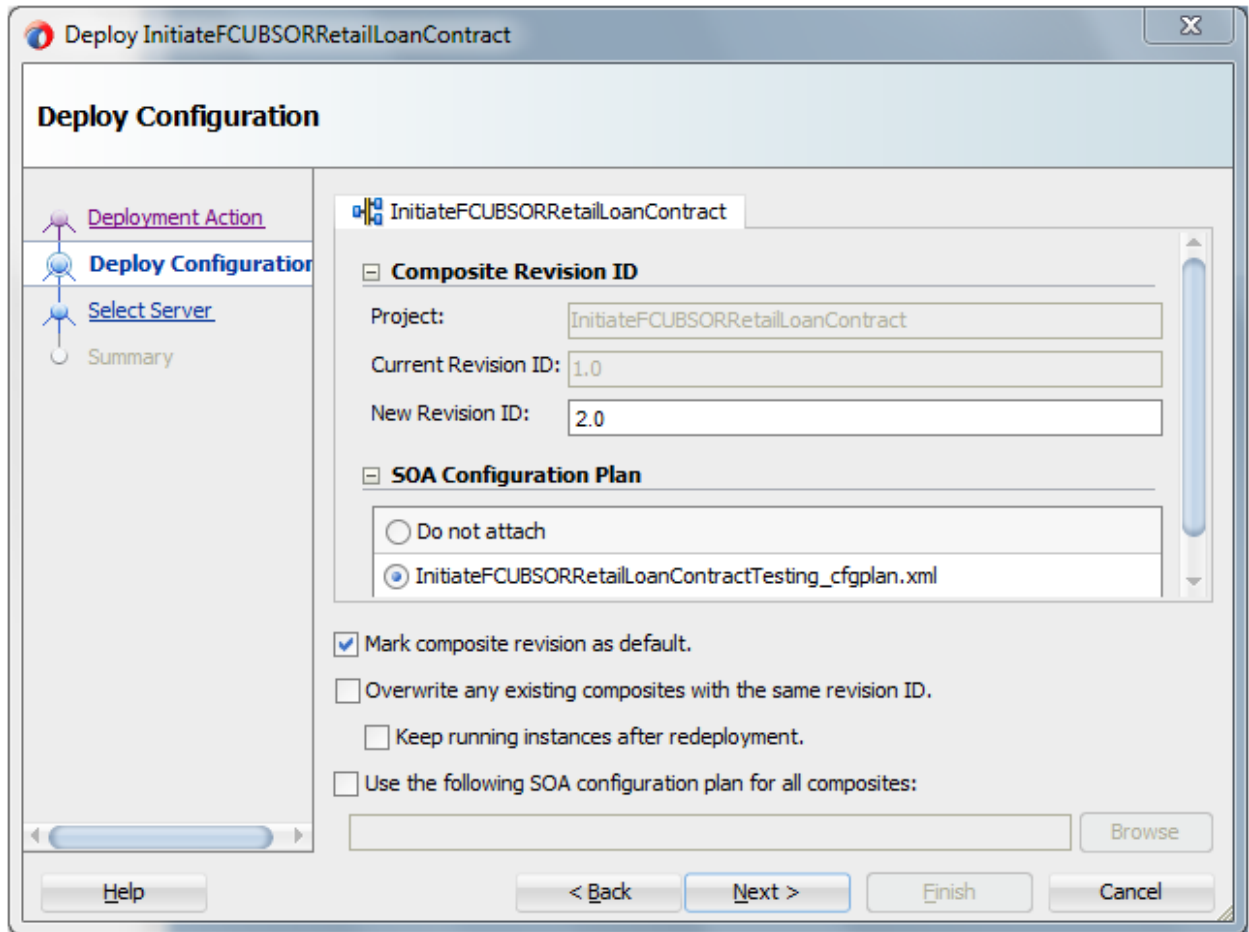 Deploy InitiateFCUBSORRetailLoanContract
Deploy Configuration
Deployment Action
Deploy Configuration
Select Server
Summary
InitiateFCUBSORRetailLoanContract
Composite Revision ID
Project: InitiateFCUBSORRetailLoanContract
Current Revision ID: 1.0
New Revision ID: 2.0
SOA Configuration Plan
Do not attach
InitiateFCUBSORRetailLoanContractTesting_cfgplan.xml
Mark composite revision as default.
Overwrite any existing composites with the same revision ID.
Keep running instances after redeployment.
Use the following SOA configuration plan for all composites:
Browse
Help < Back Next > Finish Cancel